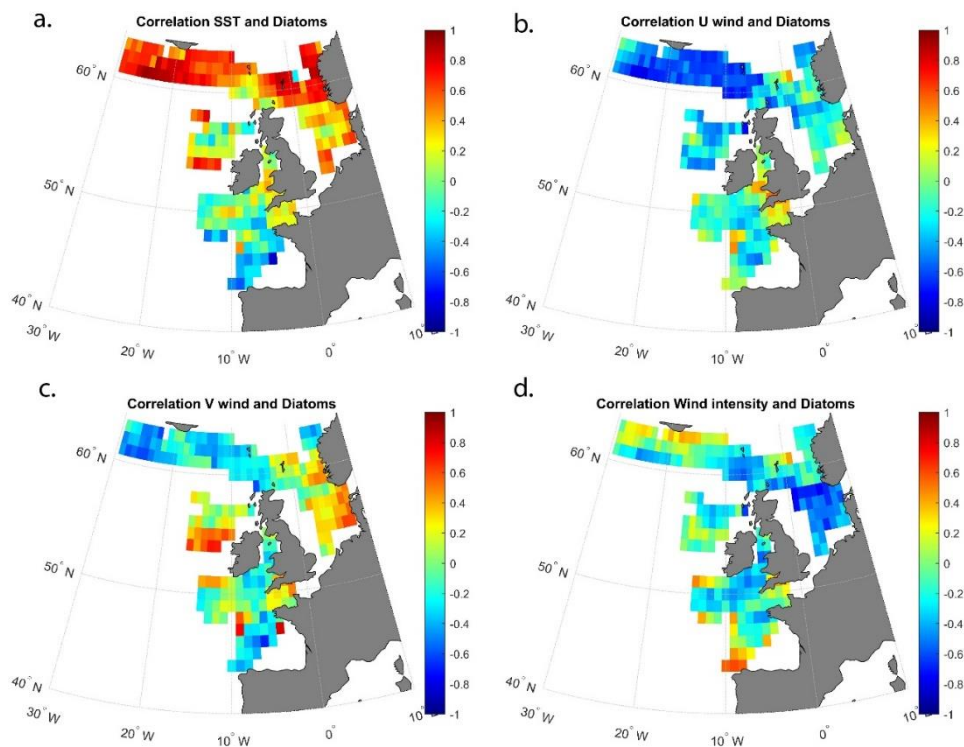 a.
Correlation SST and Diatoms
60° N
50° N
40° N
30° W
20° W
10° W
0°
10°
1
0.8
0.6
0.4
0.2
0
-0.2
-0.4
-0.6
-0.8
-1
b.
Correlation U wind and Diatoms
60° N
50° N
40° N
30° W
20° W
10° W
0°
10°
1
0.8
0.6
0.4
0.2
0
-0.2
-0.4
-0.6
-0.8
-1
c.
Correlation V wind and Diatoms
60° N
50° N
40° N
30° W
20° W
10° W
0°
10°
1
0.8
0.6
0.4
0.2
0
-0.2
-0.4
-0.6
-0.8
-1
d.
Correlation Wind intensity and Diatoms
60° N
50° N
40° N
30° W
20° W
10° W
0°
10°
1
0.8
0.6
0.4
0.2
0
-0.2
-0.4
-0.6
-0.8
-1